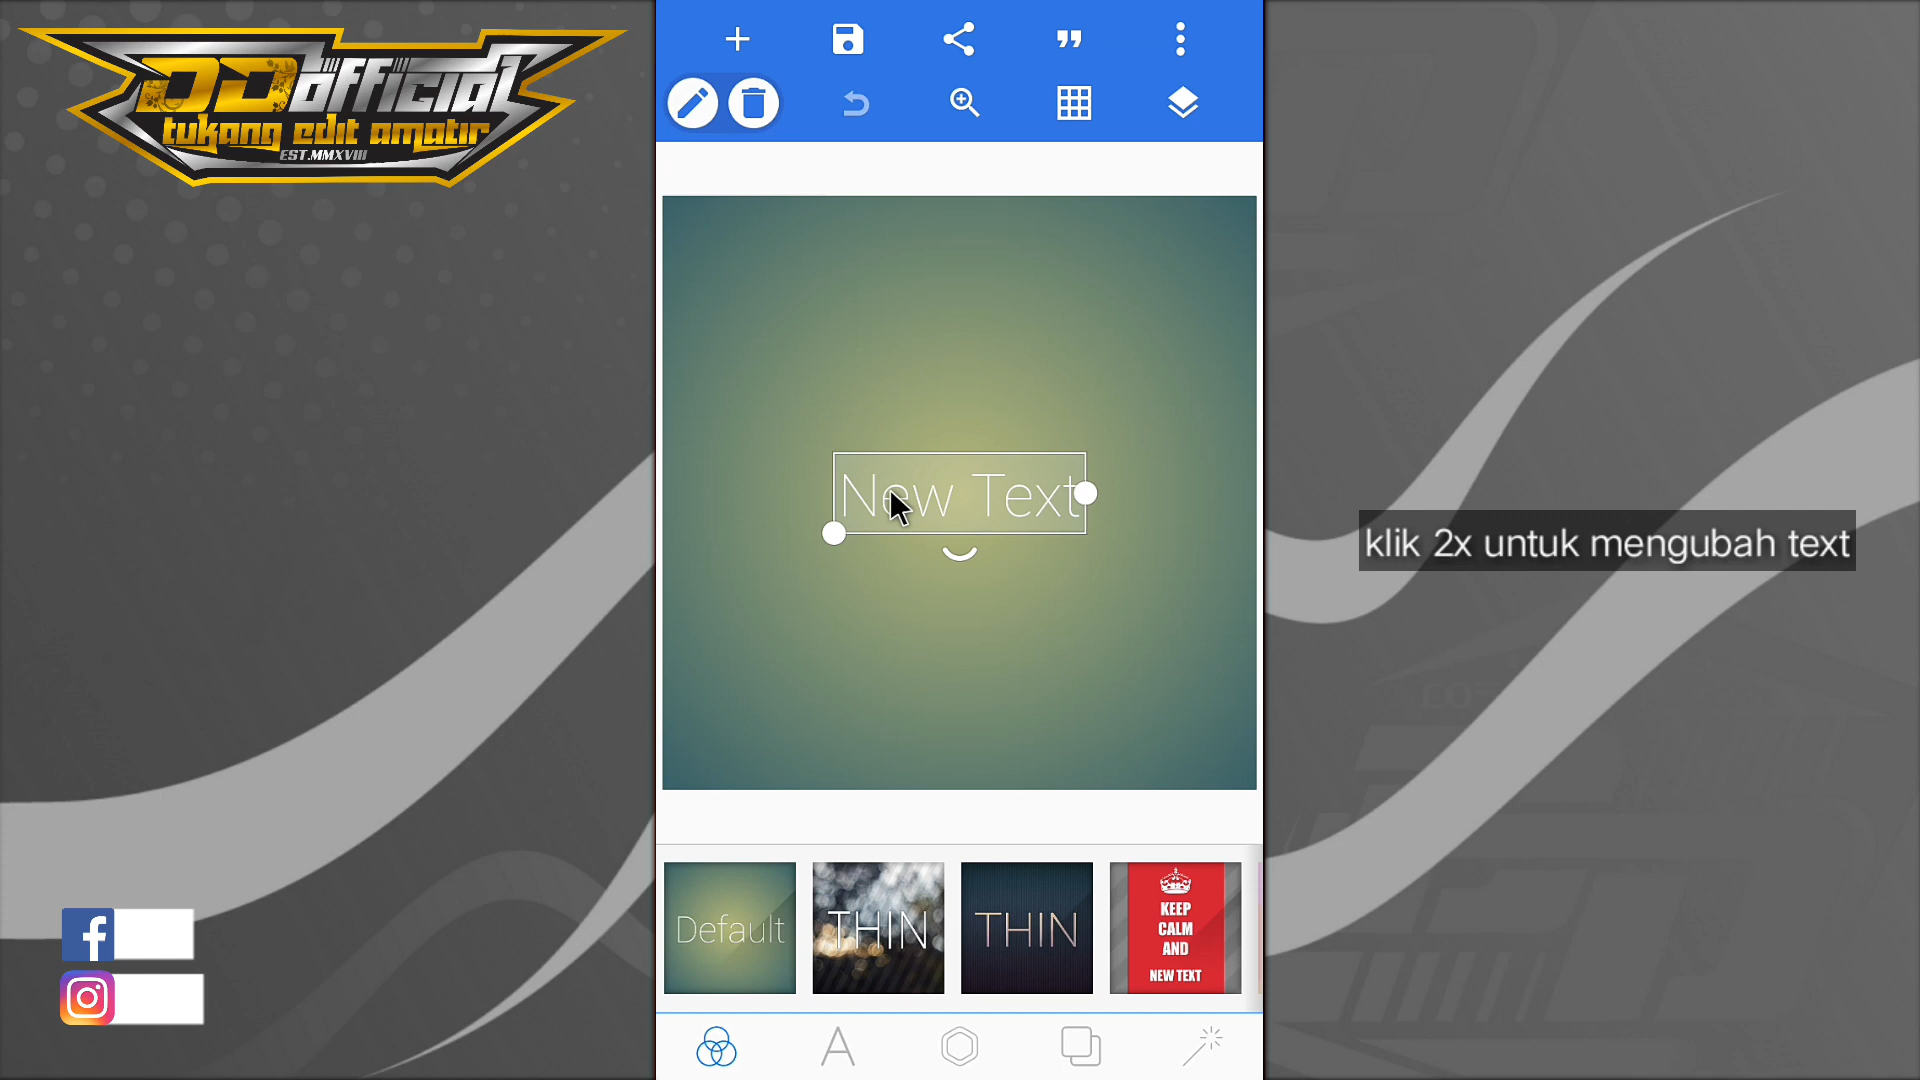 DD official
tukang edit amatir
EST.MMXVIII
New Text
klik 2x untuk mengubah text
Default
THIN
THIN
KEEP
CALM
AND
NEW TEXT